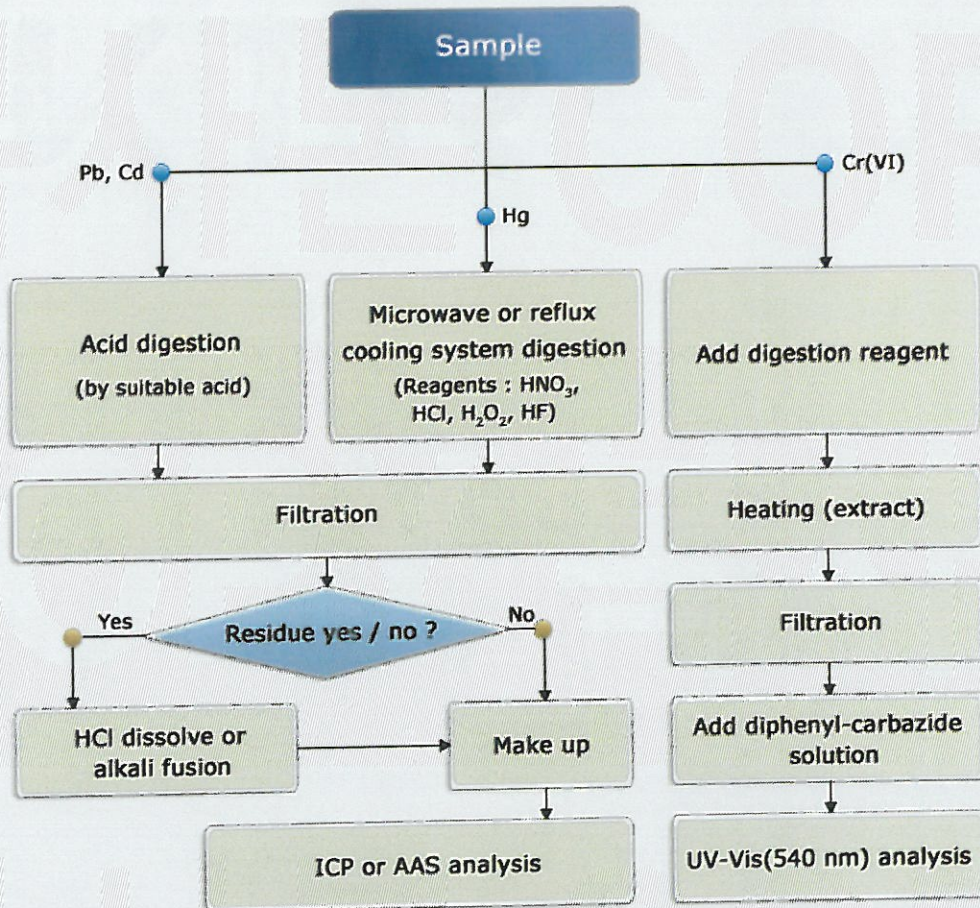 Sample
Pb, Cd
Cr(VI)
Hg
Acid digestion
(by suitable acid)
Microwave or reflux
cooling system digestion
(Reagents : HNO₃,
HCl, H₂O₂, HF)
Add digestion reagent
Filtration
Heating (extract)
Yes
Residue yes / no ?
No
Filtration
HCl dissolve or
alkali fusion
Make up
Add diphenyl-carbazide
solution
ICP or AAS analysis
UV-Vis(540 nm) analysis